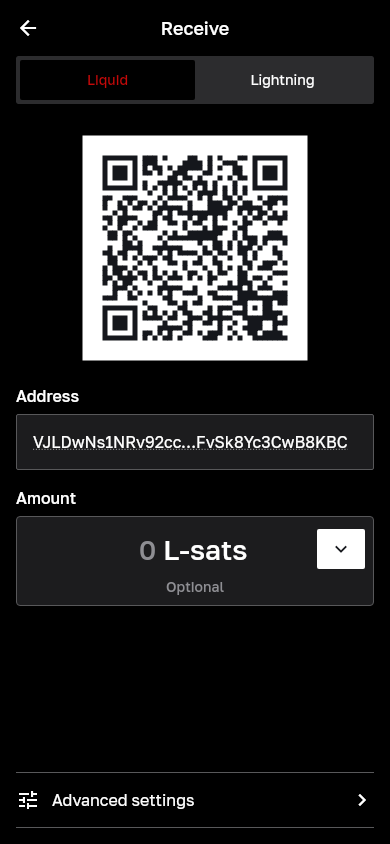 Receive
Liquid
Lightning
Address
VJLDwNs1NRv92cc...FvSk8Yc3CwB8KBC
Amount
0 L-sats
Optional
Advanced settings